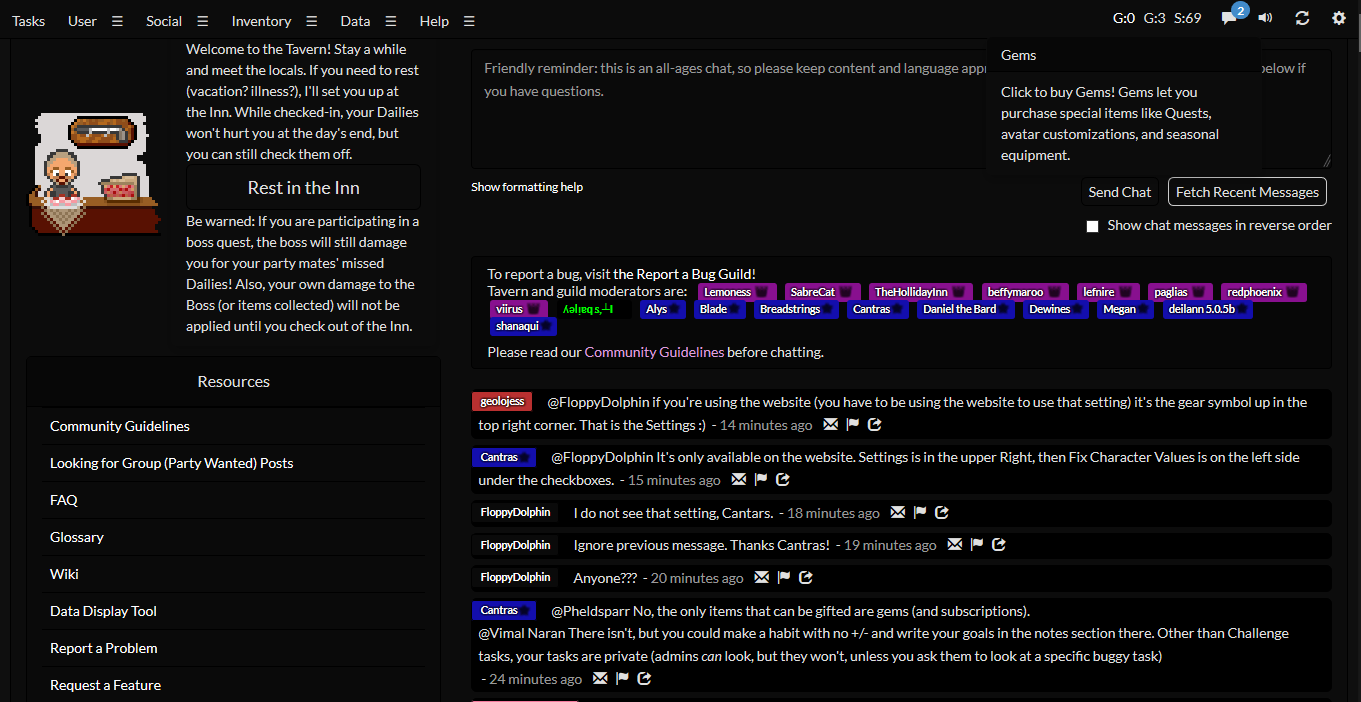 Tasks User Social Inventory Data Help G:0 G:3 S:69 2
Welcome to the Tavern! Stay a while
and meet the locals. If you need to rest
(vacation? illness?), I'll set you up at
the Inn. While checked-in, your Dailies
won't hurt you at the day's end, but
you can still check them off.
Rest in the Inn
Be warned: If you are participating in a
boss quest, the boss will still damage
you for your party mates' missed
Dailies! Also, your own damage to the
Boss (or items collected) will not be
applied until you check out of the Inn.
Resources
Community Guidelines
Looking for Group (Party Wanted) Posts
FAQ
Glossary
Wiki
Data Display Tool
Report a Problem
Request a Feature
Friendly reminder: this is an all-ages chat, so please keep content and language below if
you have questions.
Gems
Click to buy Gems! Gems let you
purchase special items like Quests,
avatar customizations, and seasonal
equipment.
Show formatting help
Send Chat Fetch Recent Messages
Show chat messages in reverse order
To report a bug, visit the Report a Bug Guild!
Tavern and guild moderators are: Lemoness SabreCat TheHollidayInn beffymaroo lefnire paglias redphoenix
viirus Alys Blade Breadstrings Cantras Daniel the Bard Dewines Megan deilann 5.0.5b
shanaqui
Please read our Community Guidelines before chatting.
geolojess @FloppyDolphin if you're using the website (you have to be using the website to use that setting) it's the gear symbol up in the
top right corner. That is the Settings :) - 14 minutes ago
Cantras @FloppyDolphin It's only available on the website. Settings is in the upper Right, then Fix Character Values is on the left side
under the checkboxes. - 15 minutes ago
FloppyDolphin I do not see that setting, Cantars. - 18 minutes ago
FloppyDolphin Ignore previous message. Thanks Cantras! - 19 minutes ago
FloppyDolphin Anyone??? - 20 minutes ago
Cantras @Pheldsparr No, the only items that can be gifted are gems (and subscriptions).
@Vimal Naran There isn't, but you could make a habit with no +/- and write your goals in the notes section there. Other than Challenge
tasks, your tasks are private (admins can look, but they won't, unless you ask them to look at a specific buggy task)
- 24 minutes ago